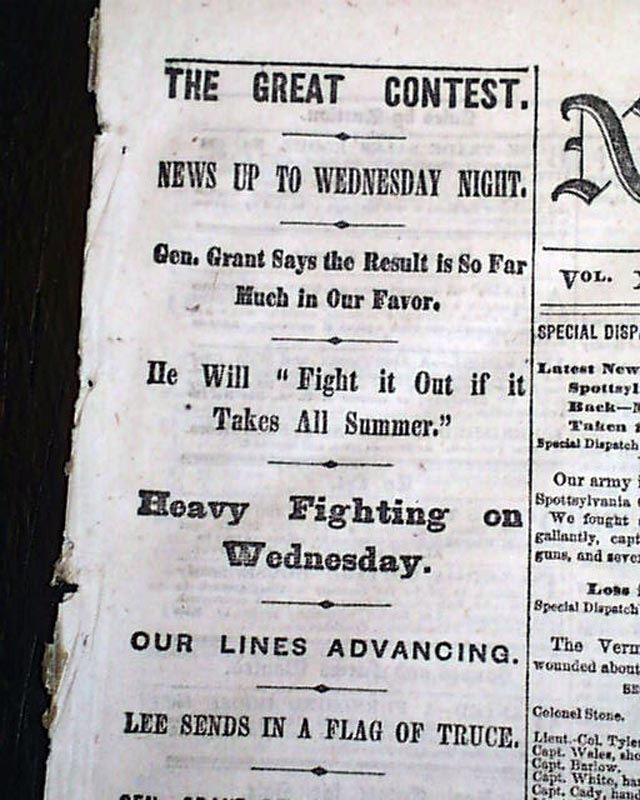 THE GREAT CONTEST.
NEWS UP TO WEDNESDAY NIGHT.
Gen. Grant Says the Result is So Far
Much in Our Favor.
He Will "Fight it Out if it
Takes All Summer."
Heavy Fighting on
Wednesday.
OUR LINES ADVANCING.
LEE SENDS IN A FLAG OF TRUCE.
VOL.
SPECIAL DISP
Latest New
Spottsyl
Back—
Taken
Special Dispatch
Our army
Spottsylvania
We fought
gallantly, capt
guns, and seve
Loss
Special Dispatch
The Verm
wounded about
Colonel Stone.
Lieut.-Col. Tyle
Capt. Wales, sho
Capt. Barlow.
Capt. White, ha
Capt. Cady, hand